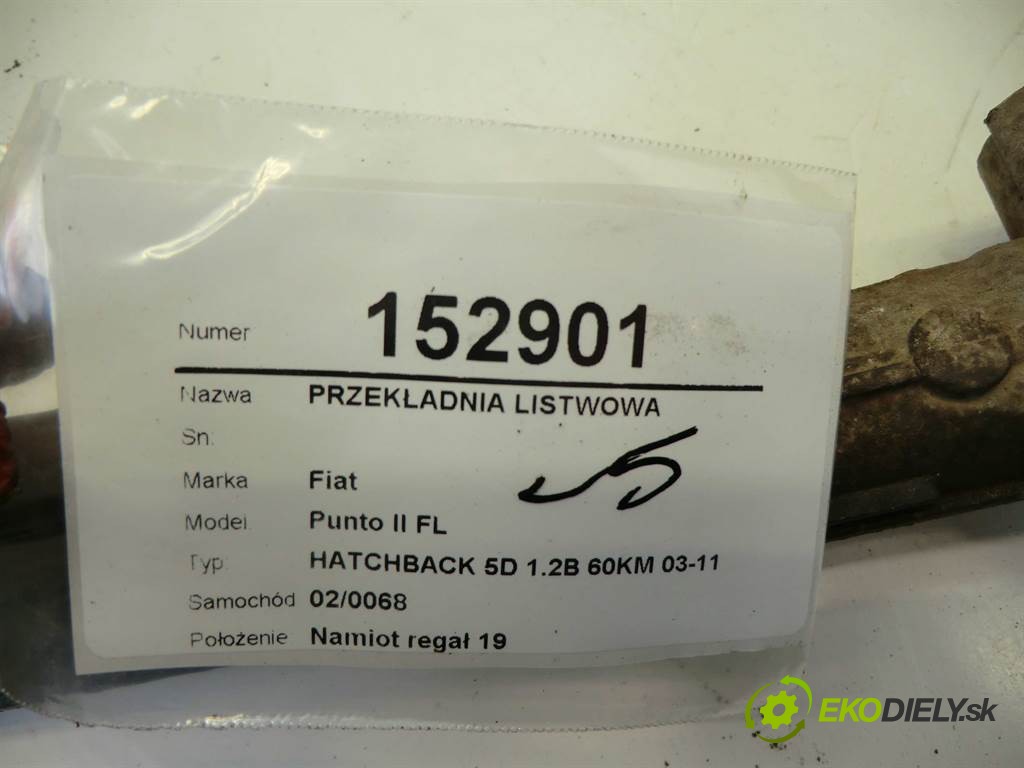 Numer 152901
Nazwa PRZEKŁADNIA LISTWOWA
Sn:
Marka Fiat
Model Punto II FL
Typ: HATCHBACK 5D 1.2B 60KM 03-11
Samochód 02/0068
Położenie Namiot regał 19
EKODIELY.sk